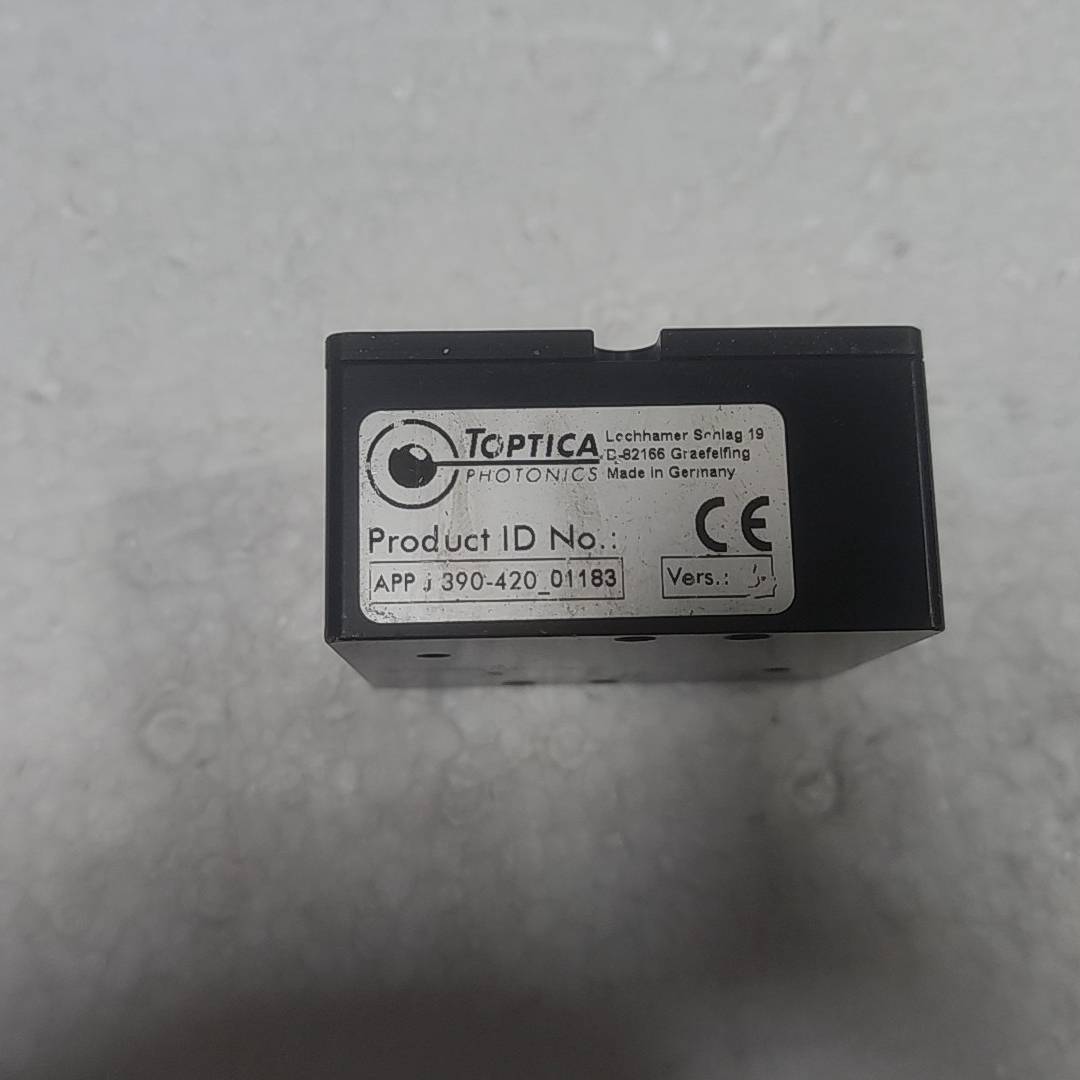 TOPTICA
PHOTONICS
Lochhamer Schlag 19
D-82166 Graefelfing
Made in Germany
CE
Product ID No.:
APP J 390-420_01183
Vers.: